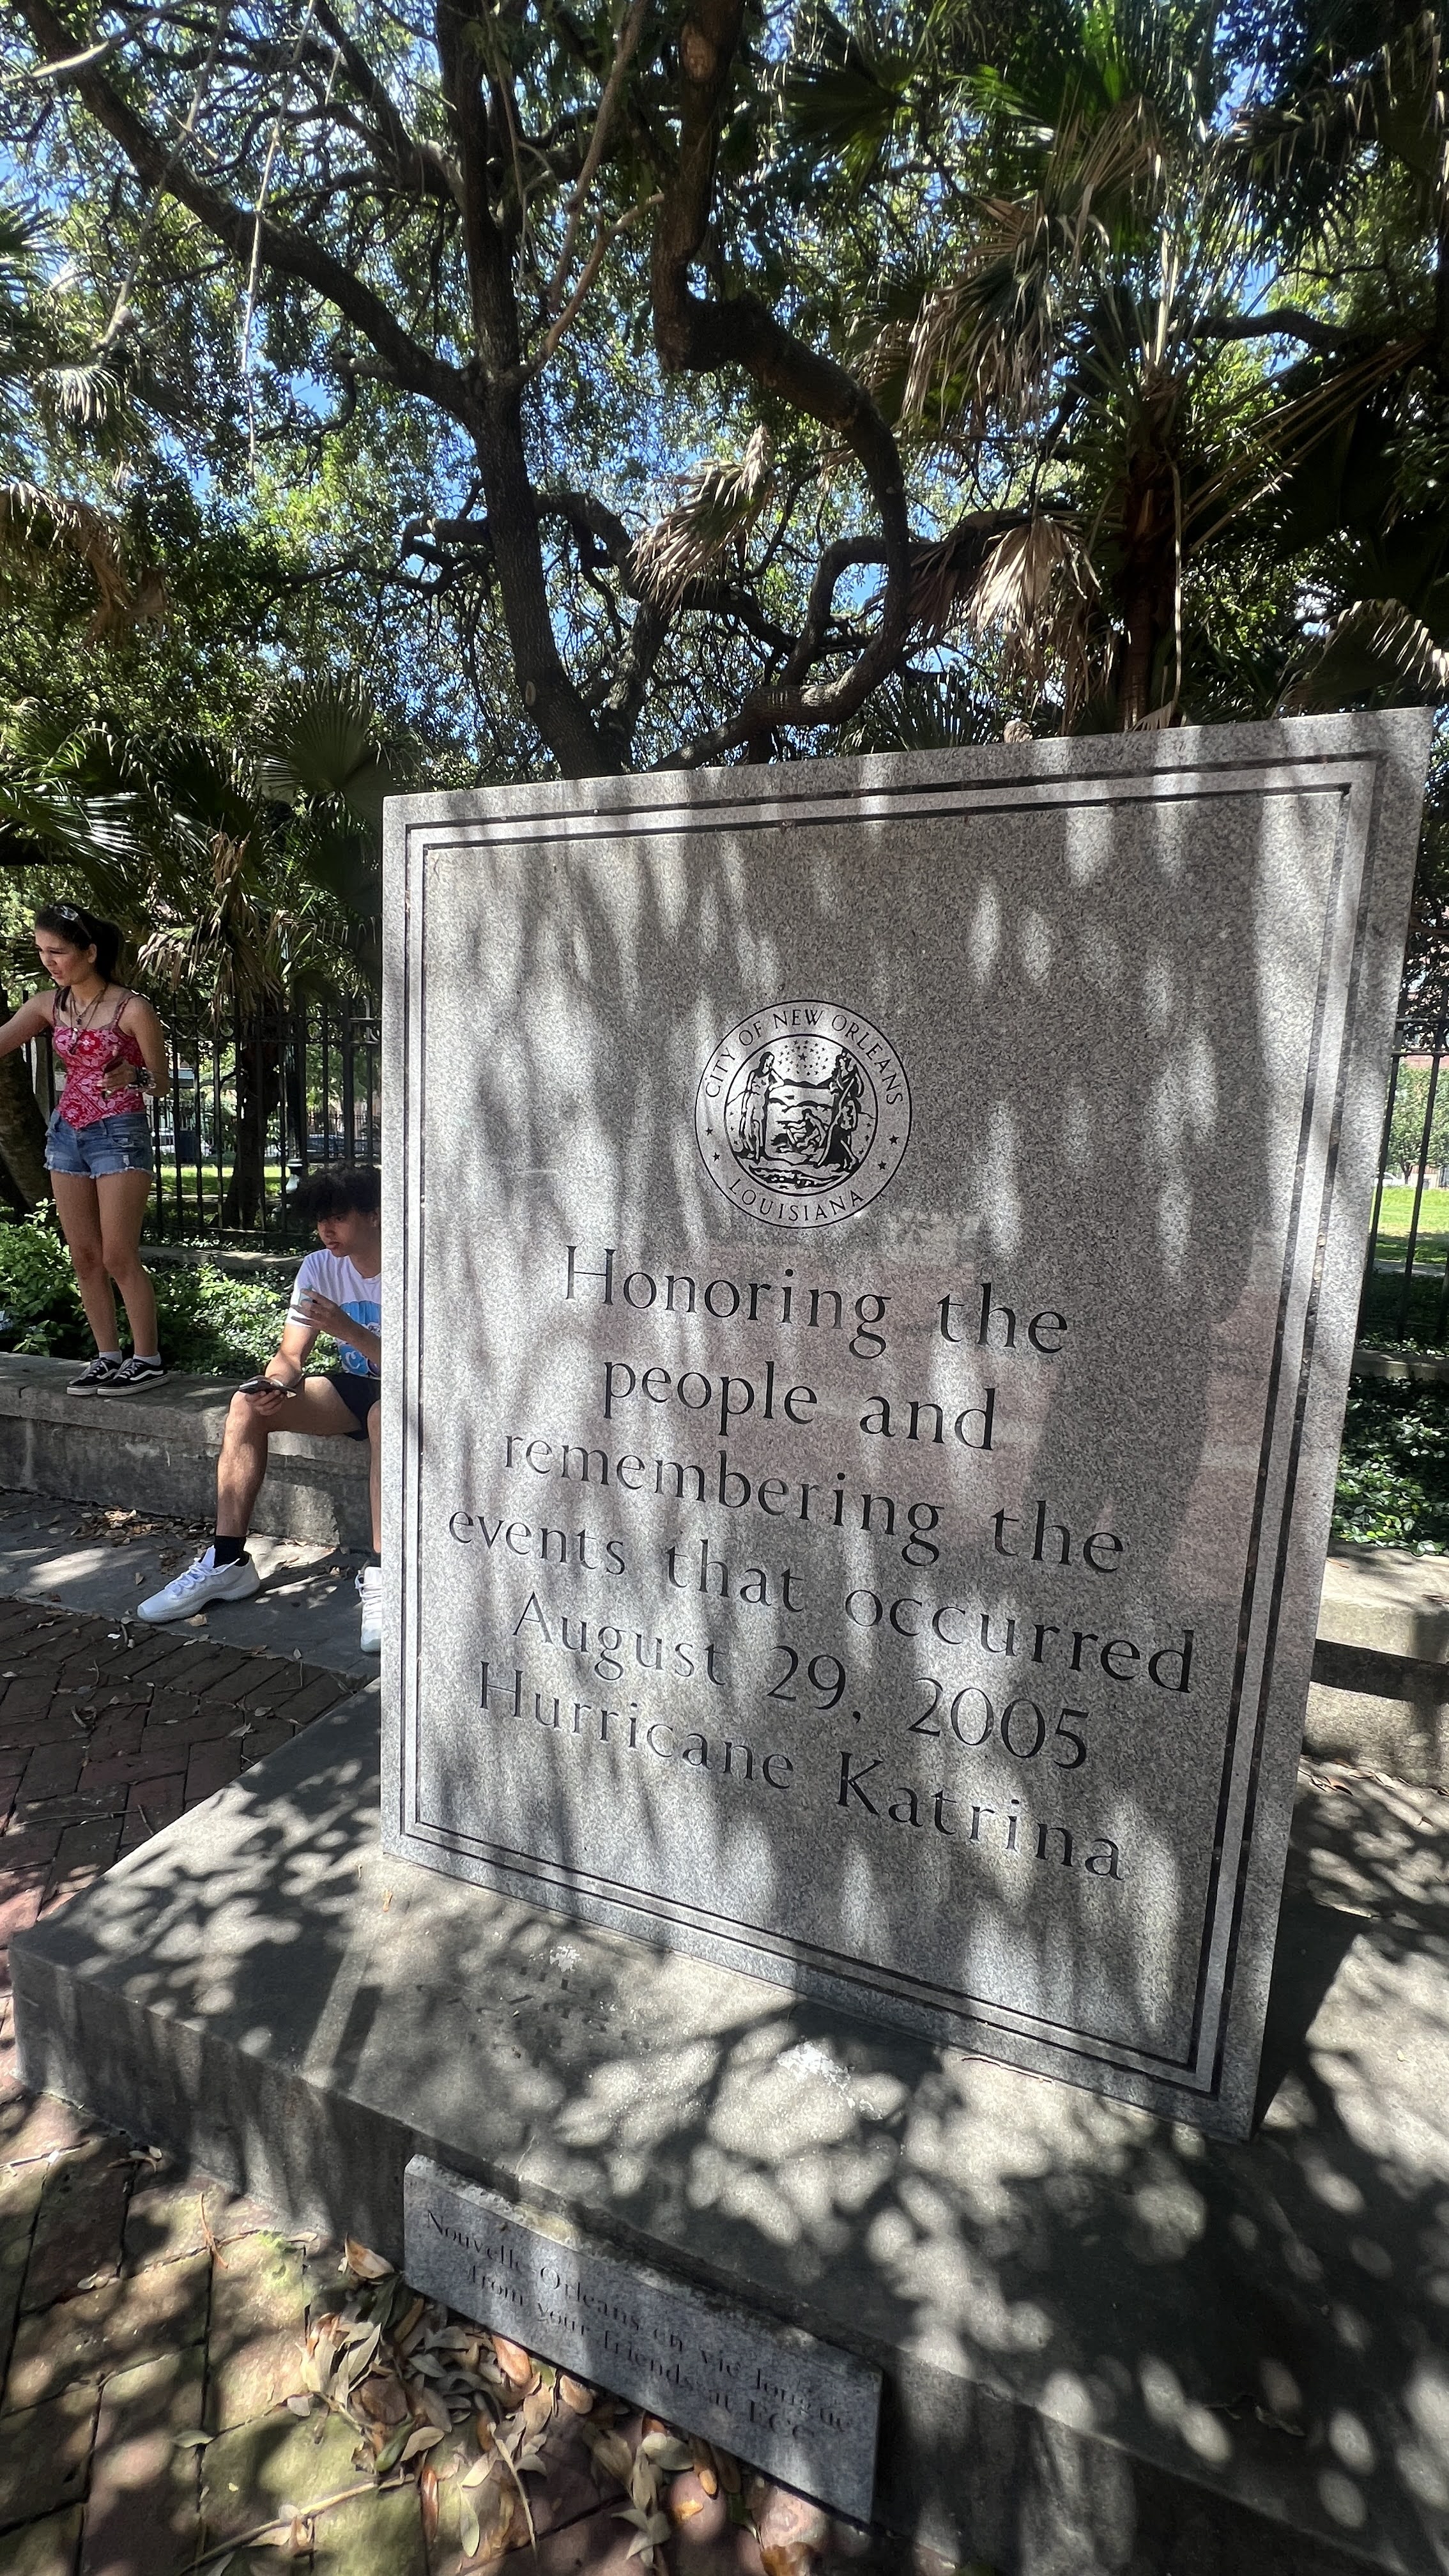 CITY OF NEW ORLEANS
LOUISIANA
Honoring the
people and
remembering the
events that occurred
August 29, 2005
Hurricane Katrina
Nouvelle Orleans en vie longue
from your friends at ECC